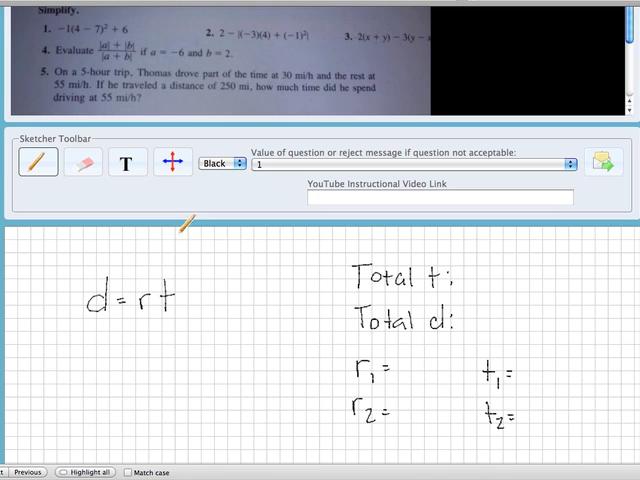 Simplify.
1. −1(4 − 7)² + 6 2. 2 − |(−3)(4) + (−1)²| 3. 2(x + y) − 3(y −
4. Evaluate |a| + |b| / |a + b| if a = −6 and b = 2.
5. On a 5-hour trip, Thomas drove part of the time at 30 mi/h and the rest at
55 mi/h. If he traveled a distance of 250 mi, how much time did he spend
driving at 55 mi/h?
Sketcher Toolbar
T
Black
Value of question or reject message if question not acceptable:
1
YouTube Instructional Video Link
d = rt
Total t:
Total d:
r₁ = t₁ =
r₂ = t₂ =
Previous Highlight all Match case